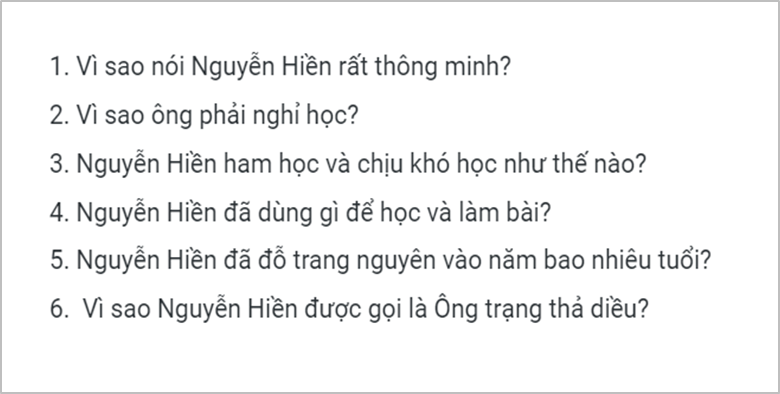 1. Vì sao nói Nguyễn Hiền rất thông minh?
2. Vì sao ông phải nghỉ học?
3. Nguyễn Hiền ham học và chịu khó học như thế nào?
4. Nguyễn Hiền đã dùng gì để học và làm bài?
5. Nguyễn Hiền đã đỗ trang nguyên vào năm bao nhiêu tuổi?
6. Vì sao Nguyễn Hiền được gọi là Ông trạng thả diều?